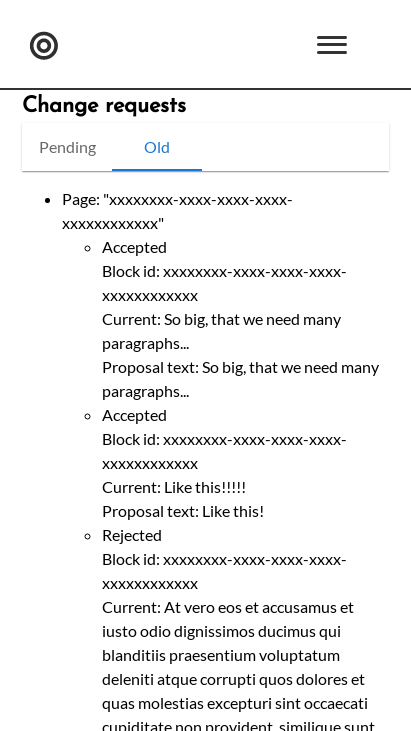 Change requests
Pending Old
Page: "xxxxxxxx-xxxx-xxxx-xxxx-
xxxxxxxxxxxx"
Accepted
Block id: xxxxxxxx-xxxx-xxxx-xxxx-
xxxxxxxxxxxx
Current: So big, that we need many
paragraphs...
Proposal text: So big, that we need many
paragraphs...
Accepted
Block id: xxxxxxxx-xxxx-xxxx-xxxx-
xxxxxxxxxxxx
Current: Like this!!!!!
Proposal text: Like this!
Rejected
Block id: xxxxxxxx-xxxx-xxxx-xxxx-
xxxxxxxxxxxx
Current: At vero eos et accusamus et
iusto odio dignissimos ducimus qui
blanditiis praesentium voluptatum
deleniti atque corrupti quos dolores et
quas molestias excepturi sint occaecati
cupiditate non provident, similique sunt